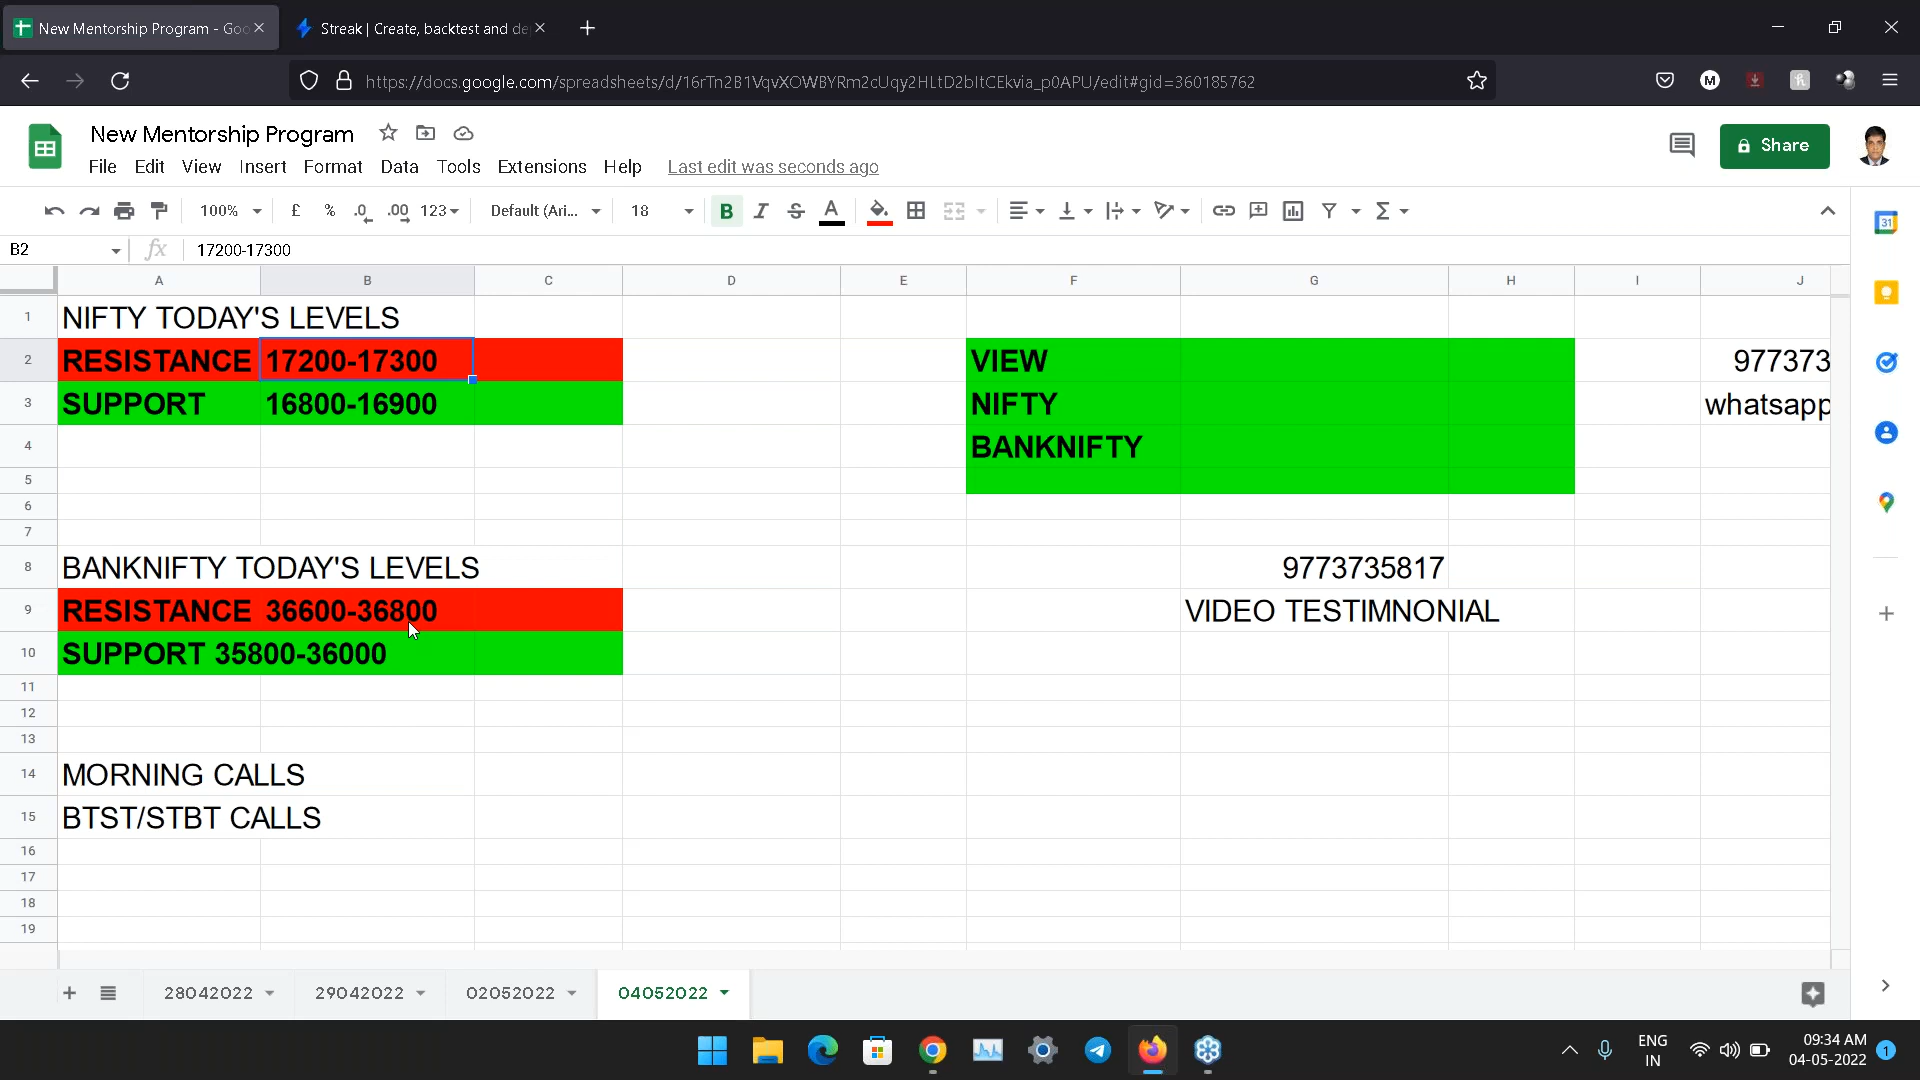 New Mentorship Program - Goo
Streak | Create, backtest and de
https://docs.google.com/spreadsheets/d/16rTn2B1VqvXOWBYRm2cUqy2HLtD2bItCEkvia_p0APU/edit#gid=360185762
New Mentorship Program
Share
File Edit View Insert Format Data Tools Extensions Help Last edit was seconds ago
100% £ % .0 .00 123 Default (Ari... 18 B I S A
B2 fx 17200-17300
A B C D E F G H I J
1 NIFTY TODAY'S LEVELS
2 RESISTANCE 17200-17300 VIEW 977373
3 SUPPORT 16800-16900 NIFTY whatsapp
4 BANKNIFTY
5
6
7
8 BANKNIFTY TODAY'S LEVELS 9773735817
9 RESISTANCE 36600-36800 VIDEO TESTIMNONIAL
10 SUPPORT 35800-36000
11
12
13
14 MORNING CALLS
15 BTST/STBT CALLS
16
17
18
19
28042022 29042022 02052022 04052022
ENG
IN
09:34 AM
04-05-2022
1